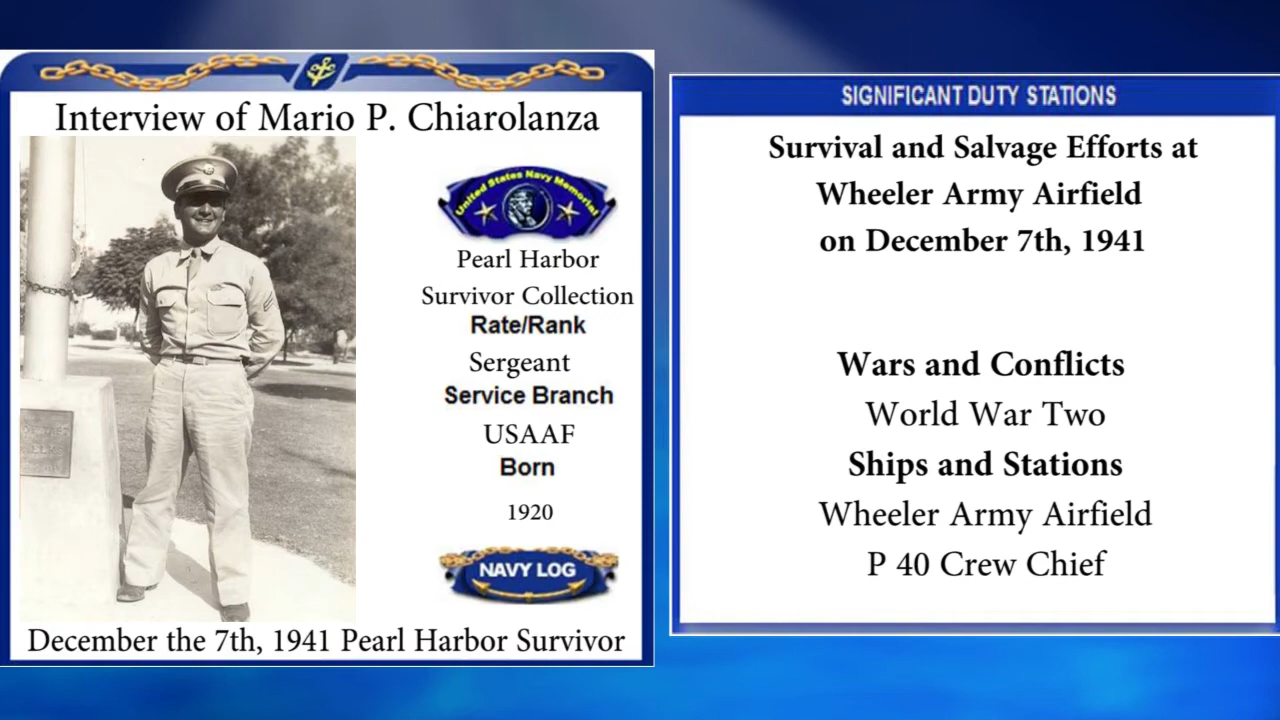 Interview of Mario P. Chiarolanza
United States Navy Memorial
Pearl Harbor
Survivor Collection
Rate/Rank
Sergeant
Service Branch
USAAF
Born
1920
NAVY LOG
December the 7th, 1941 Pearl Harbor Survivor
SIGNIFICANT DUTY STATIONS
Survival and Salvage Efforts at
Wheeler Army Airfield
on December 7th, 1941
Wars and Conflicts
World War Two
Ships and Stations
Wheeler Army Airfield
P 40 Crew Chief